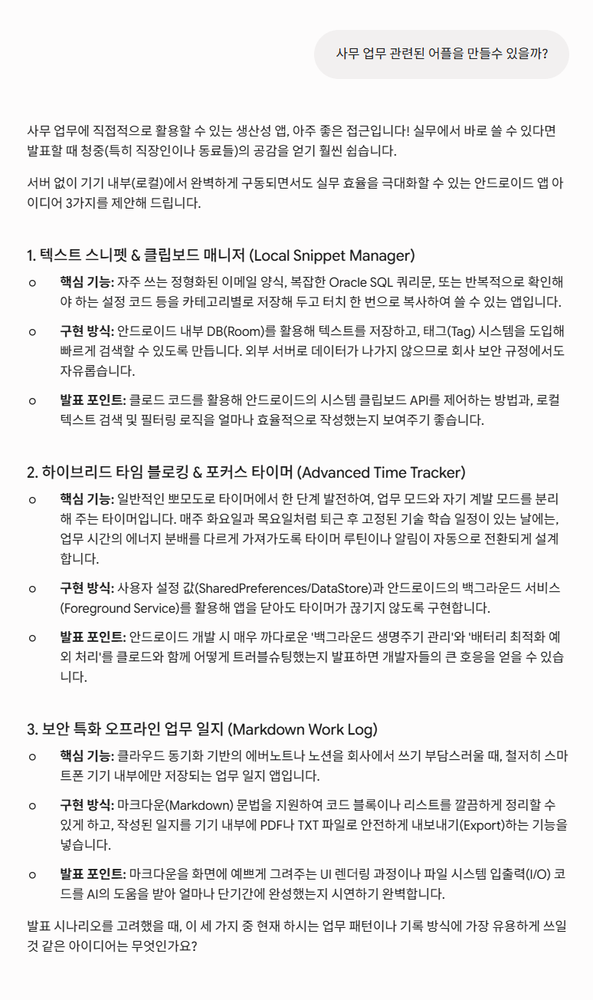 사무 업무 관련된 어플을 만들수 있을까?
사무 업무에 직접적으로 활용할 수 있는 생산성 앱, 아주 좋은 접근입니다! 실무에서 바로 쓸 수 있다면
발표할 때 청중(특히 직장인이나 동료들)의 공감을 얻기 훨씬 쉽습니다.
서버 없이 기기 내부(로컬)에서 완벽하게 구동되면서도 실무 효율을 극대화할 수 있는 안드로이드 앱 아
이디어 3가지를 제안해 드립니다.
1. 텍스트 스니펫 & 클립보드 매니저 (Local Snippet Manager)
핵심 기능: 자주 쓰는 정형화된 이메일 양식, 복잡한 Oracle SQL 쿼리문, 또는 반복적으로 확인해
야 하는 설정 코드 등을 카테고리별로 저장해 두고 터치 한 번으로 복사하여 쓸 수 있는 앱입니다.
구현 방식: 안드로이드 내부 DB(Room)를 활용해 텍스트를 저장하고, 태그(Tag) 시스템을 도입해
빠르게 검색할 수 있도록 만듭니다. 외부 서버로 데이터가 나가지 않으므로 회사 보안 규정에서도
자유롭습니다.
발표 포인트: 클로드 코드를 활용해 안드로이드의 시스템 클립보드 API를 제어하는 방법과, 로컬
텍스트 검색 및 필터링 로직을 얼마나 효율적으로 작성했는지 보여주기 좋습니다.
2. 하이브리드 타임 블로킹 & 포커스 타이머 (Advanced Time Tracker)
핵심 기능: 일반적인 뽀모도로 타이머에서 한 단계 발전하여, 업무 모드와 자기 계발 모드를 분리
해 주는 타이머입니다. 매주 화요일과 목요일처럼 퇴근 후 고정된 기술 학습 일정이 있는 날에는,
업무 시간의 에너지 분배를 다르게 가져가도록 타이머 루틴이나 알림이 자동으로 전환되게 설계
합니다.
구현 방식: 사용자 설정 값(SharedPreferences/DataStore)과 안드로이드의 백그라운드 서비스
(Foreground Service)를 활용해 앱을 닫아도 타이머가 끊기지 않도록 구현합니다.
발표 포인트: 안드로이드 개발 시 매우 까다로운 '백그라운드 생명주기 관리'와 '배터리 최적화 예
외 처리'를 클로드와 함께 어떻게 트러블슈팅했는지 발표하면 개발자들의 큰 호응을 얻을 수 있습
니다.
3. 보안 특화 오프라인 업무 일지 (Markdown Work Log)
핵심 기능: 클라우드 동기화 기반의 에버노트나 노션을 회사에서 쓰기 부담스러울 때, 철저히 스마
트폰 기기 내부에만 저장되는 업무 일지 앱입니다.
구현 방식: 마크다운(Markdown) 문법을 지원하여 코드 블록이나 리스트를 깔끔하게 정리할 수
있게 하고, 작성된 일지를 기기 내부에 PDF나 TXT 파일로 안전하게 내보내기(Export)하는 기능을
넣습니다.
발표 포인트: 마크다운을 화면에 예쁘게 그려주는 UI 렌더링 과정이나 파일 시스템 입출력(I/O) 코
드를 AI의 도움을 받아 얼마나 단기간에 완성했는지 시연하기 완벽합니다.
발표 시나리오를 고려했을 때, 이 세 가지 중 현재 하시는 업무 패턴이나 기록 방식에 가장 유용하게 쓰일
것 같은 아이디어는 무엇인가요?